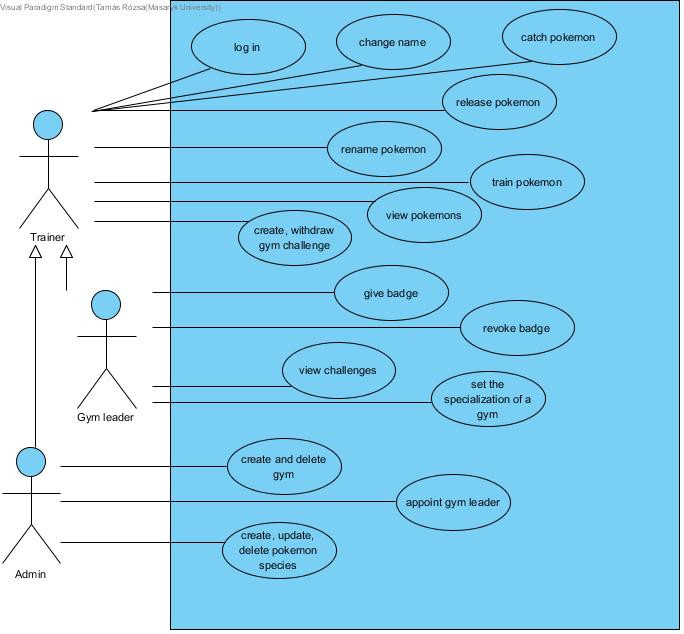 Visual Paradigm Standard(Tamás Rózsa(Masaryk University))
log in
change name
catch pokemon
release pokemon
rename pokemon
train pokemon
view pokemons
create, withdraw
gym challenge
Trainer
give badge
revoke badge
view challenges
set the
specialization of a
gym
Gym leader
create and delete
gym
appoint gym leader
create, update,
delete pokemon
species
Admin